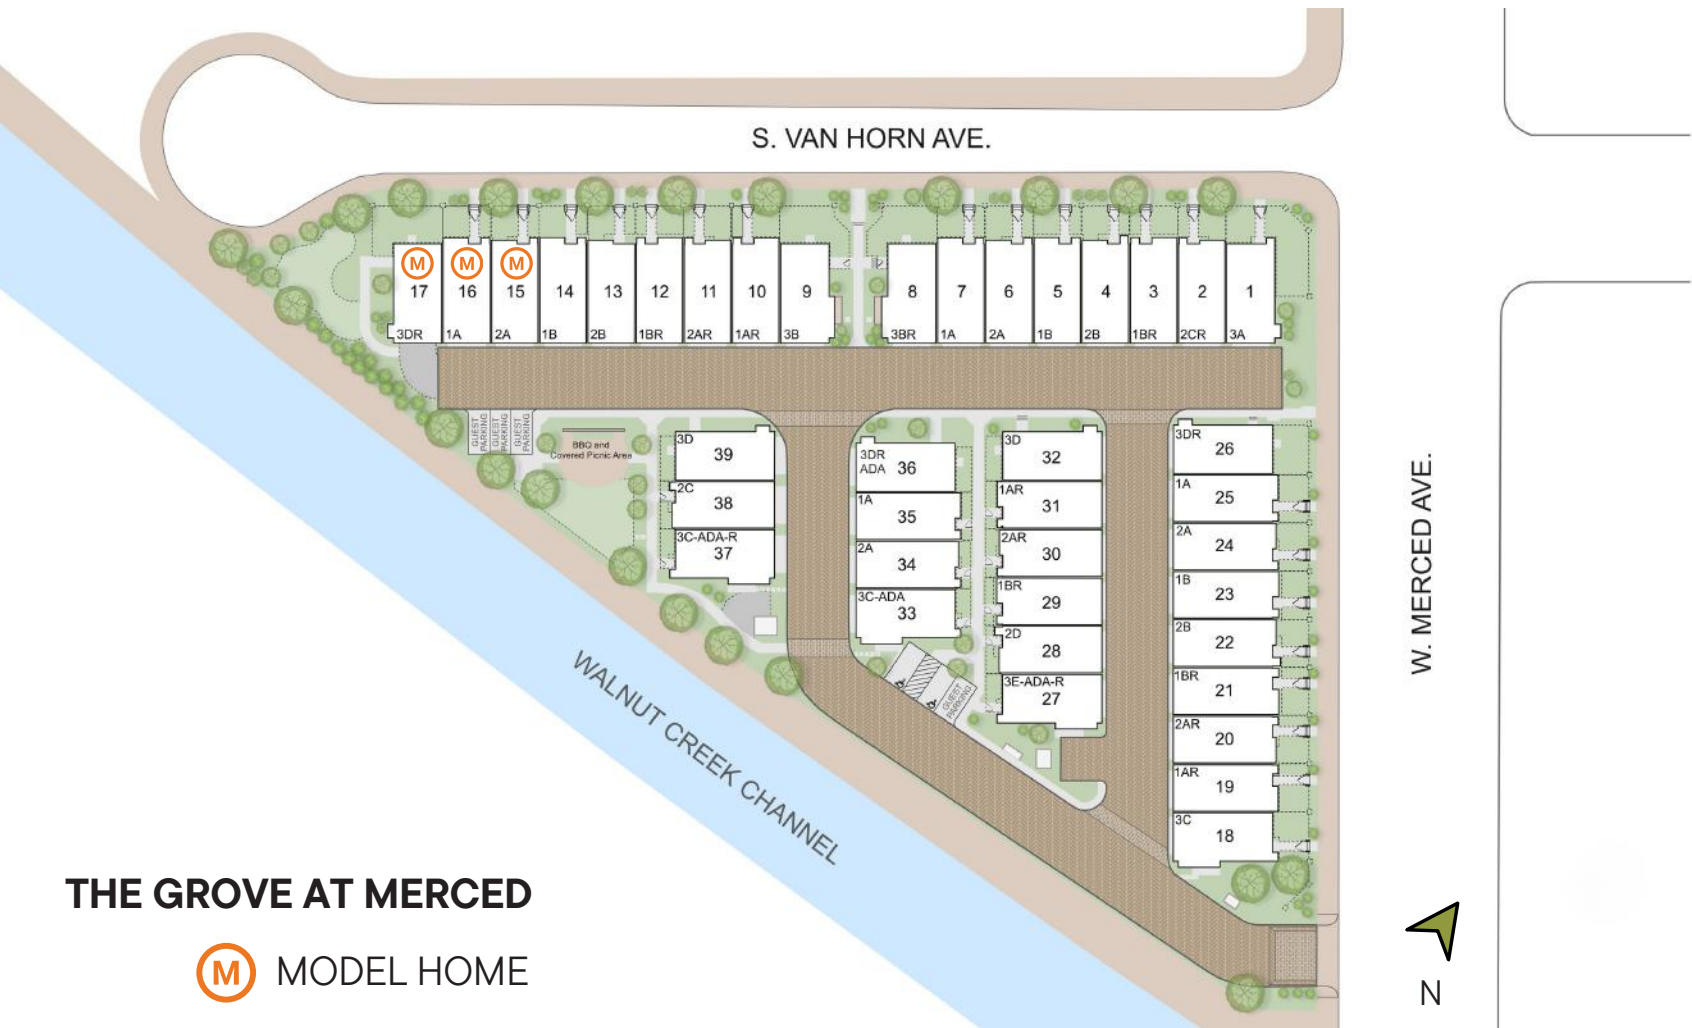 S. VAN HORN AVE.
M M M
17 16 15 14 13 12 11 10 9 8 7 6 5 4 3 2 1
3DR 1A 2A 1B 2B 1BR 2AR 1AR 3B 3BR 1A 2A 1B 2B 1BR 2CR 3A
GUEST
PARKING
GUEST
PARKING
GUEST
PARKING
BBQ and
Covered Picnic Area
3D
39
2C
38
3C-ADA-R
37
3DR
ADA 36
1A
35
2A
34
3C-ADA
33
3D
32
1AR
31
2AR
30
1BR
29
2D
28
3E-ADA-R
27
3DR
26
1A
25
2A
24
1B
23
2B
22
1BR
21
2AR
20
1AR
19
3C
18
GUEST
PARKING
W. MERCED AVE.
WALNUT CREEK CHANNEL
THE GROVE AT MERCED
M MODEL HOME
N